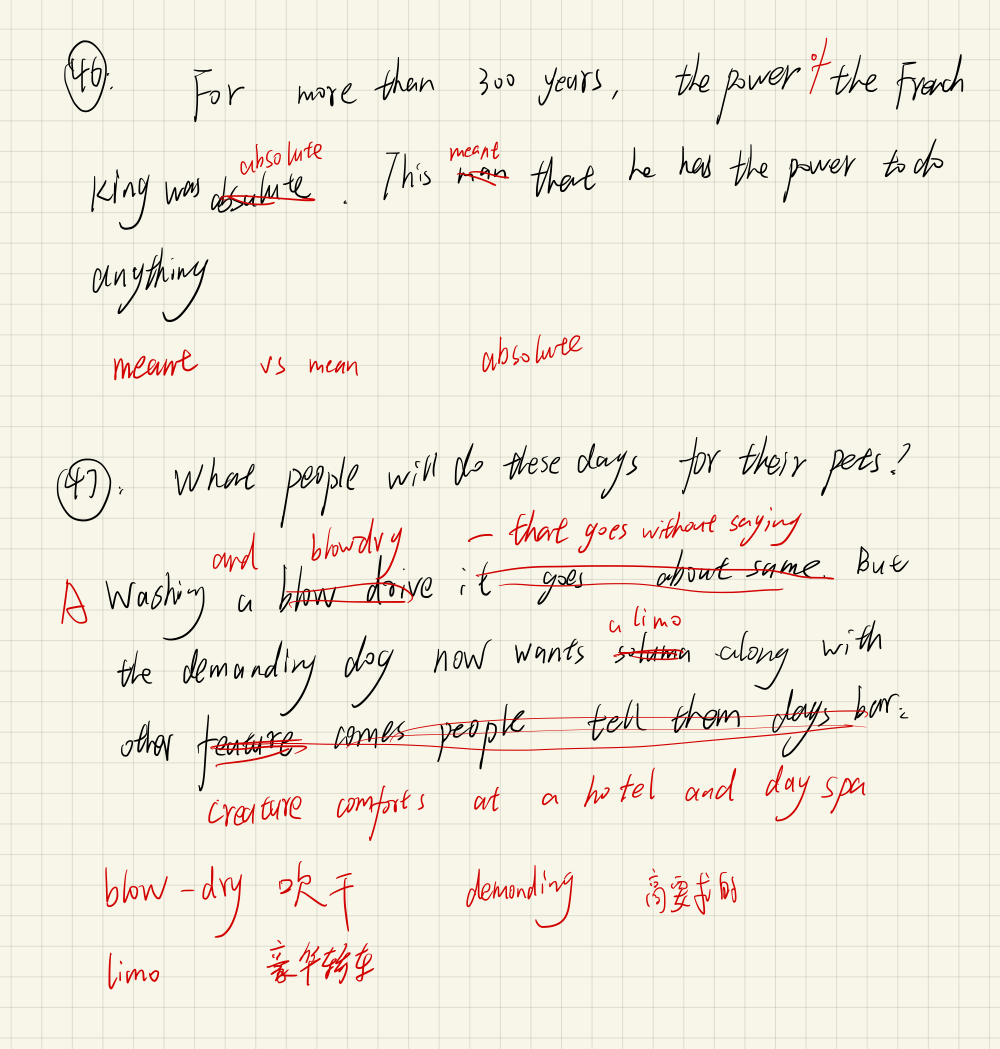 46. For more than 300 years, the power of the French
absolute meant
King was absulute. This man that he has the power to do
anything
meant vs mean absolute
47. What people will do these days for their pets?
and blowdry — that goes without saying
A Washing a blow drive it goes about same. But
a limo
the demanding dog now wants along with
other feature comes people tell them days bar.
creature comforts at a hotel and day spa
blow-dry 吹干 demanding 高要求的
limo 豪华轿车